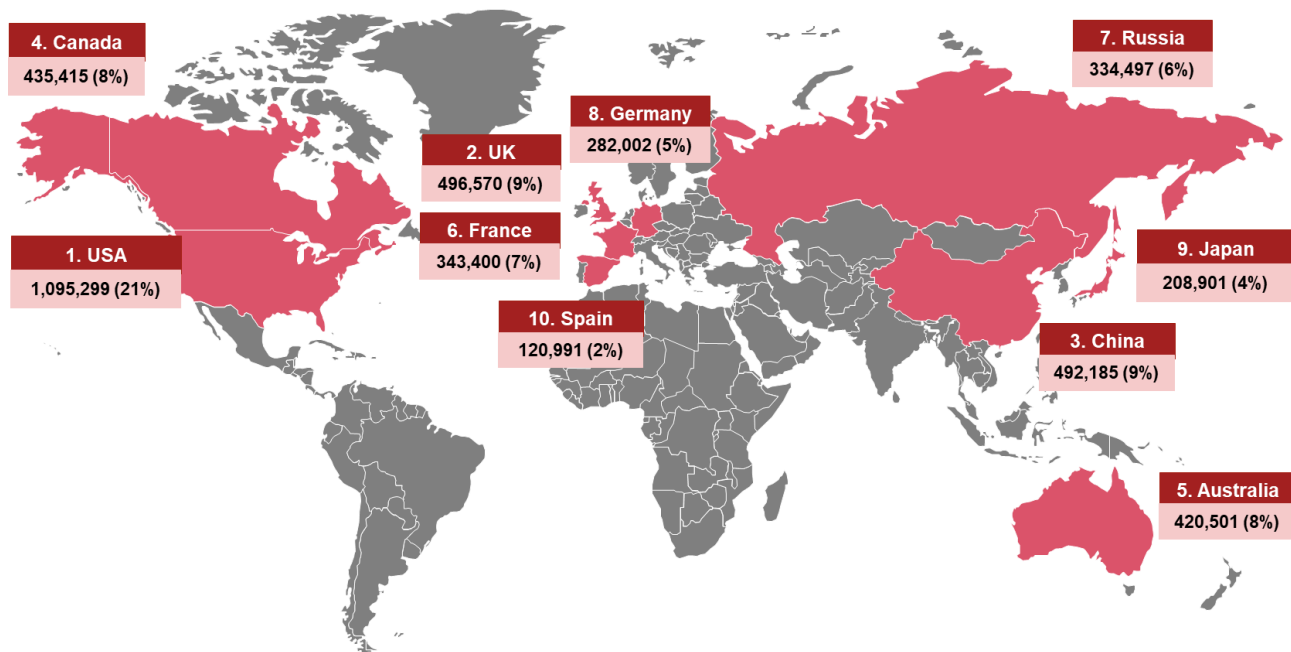 4. Canada
435,415 (8%)
7. Russia
334,497 (6%)
8. Germany
282,002 (5%)
2. UK
496,570 (9%)
6. France
343,400 (7%)
1. USA
1,095,299 (21%)
9. Japan
208,901 (4%)
10. Spain
120,991 (2%)
3. China
492,185 (9%)
5. Australia
420,501 (8%)